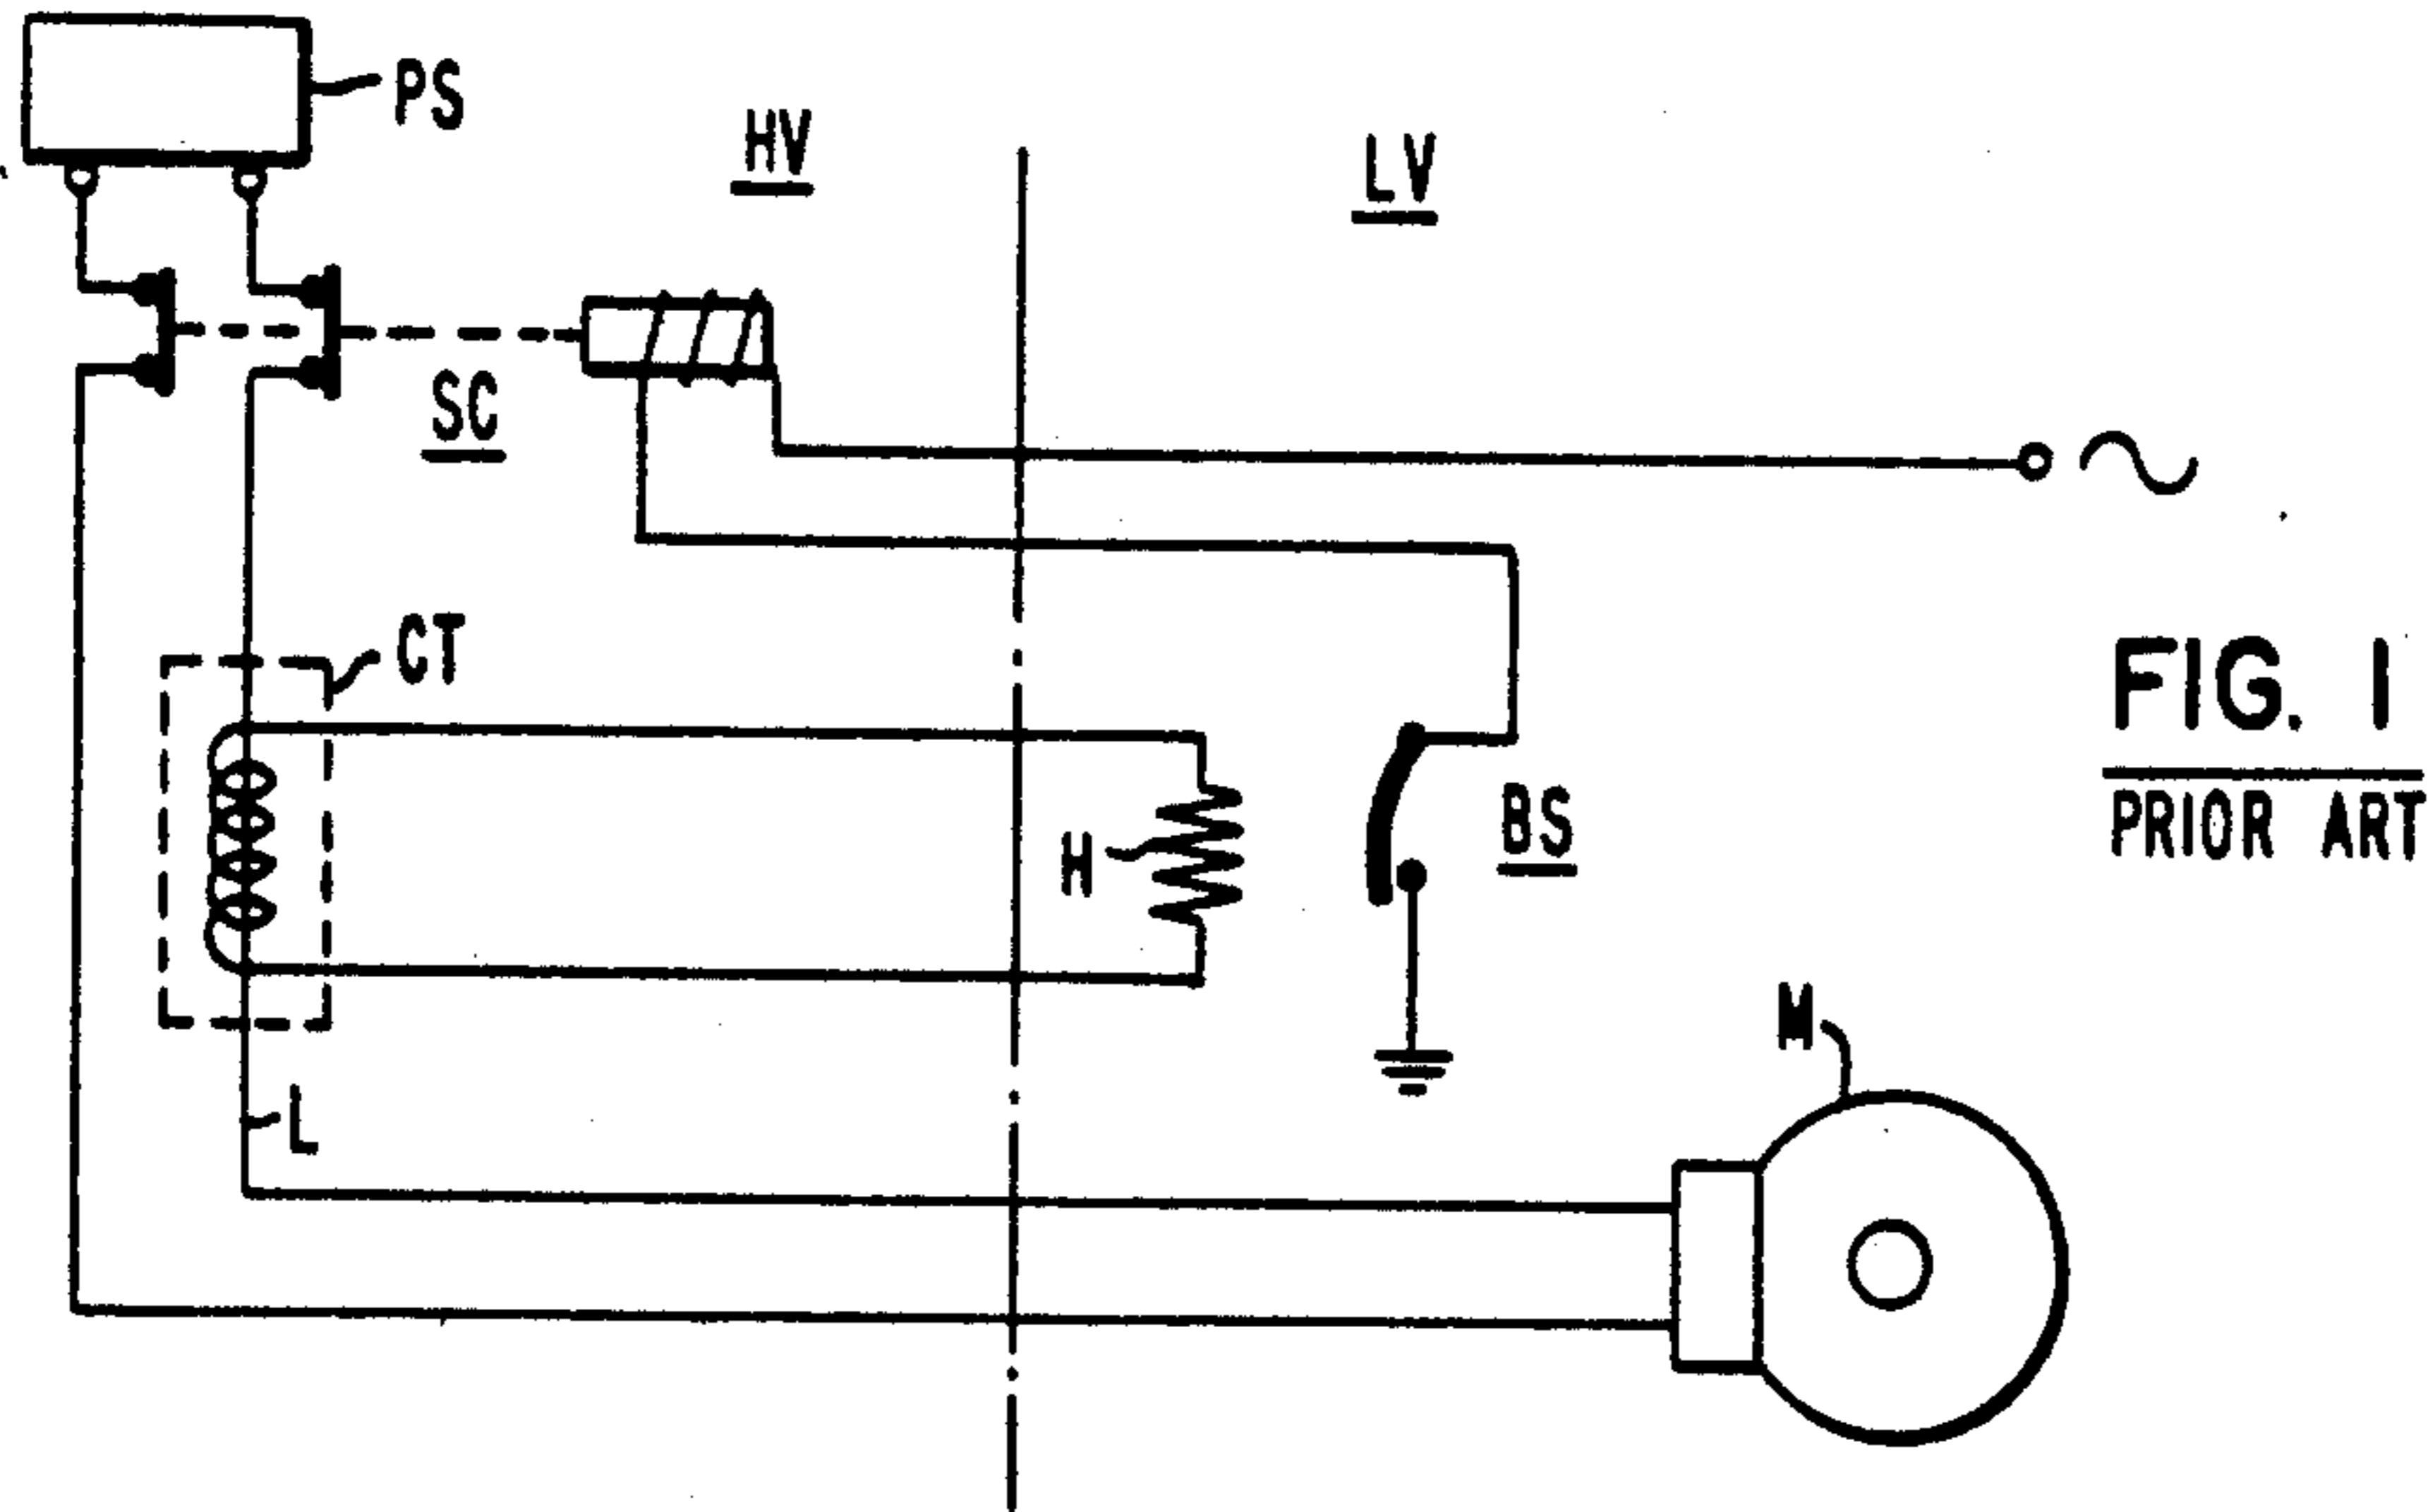 PS
HV
LV
SC
CT
FIG. 1
PRIOR ART
H
BS
M
L